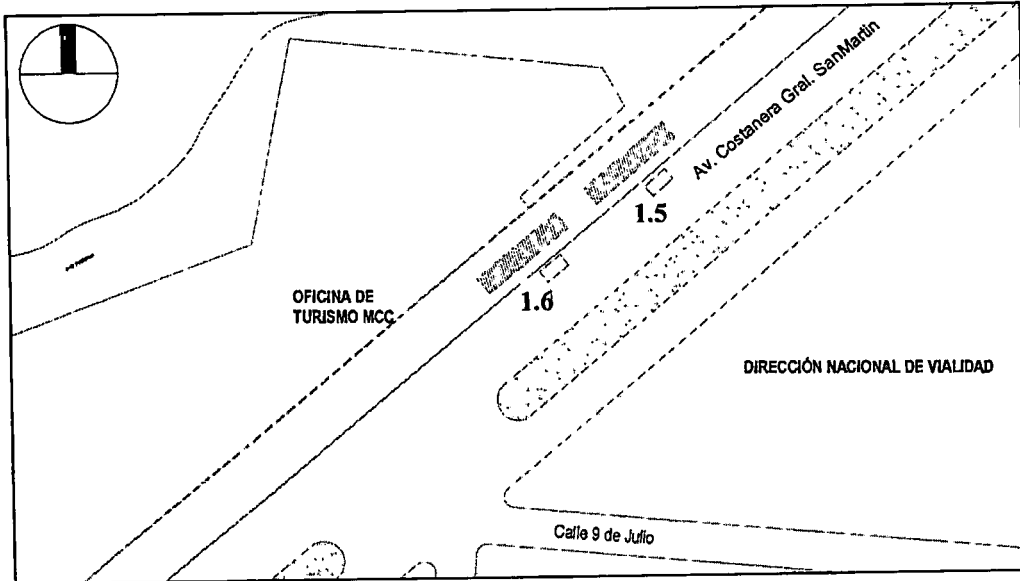 Av. Costanera Gral. SanMartin
1.5
1.6
OFICINA DE
TURISMO MCC
DIRECCIÓN NACIONAL DE VIALIDAD
Calle 9 de Julio